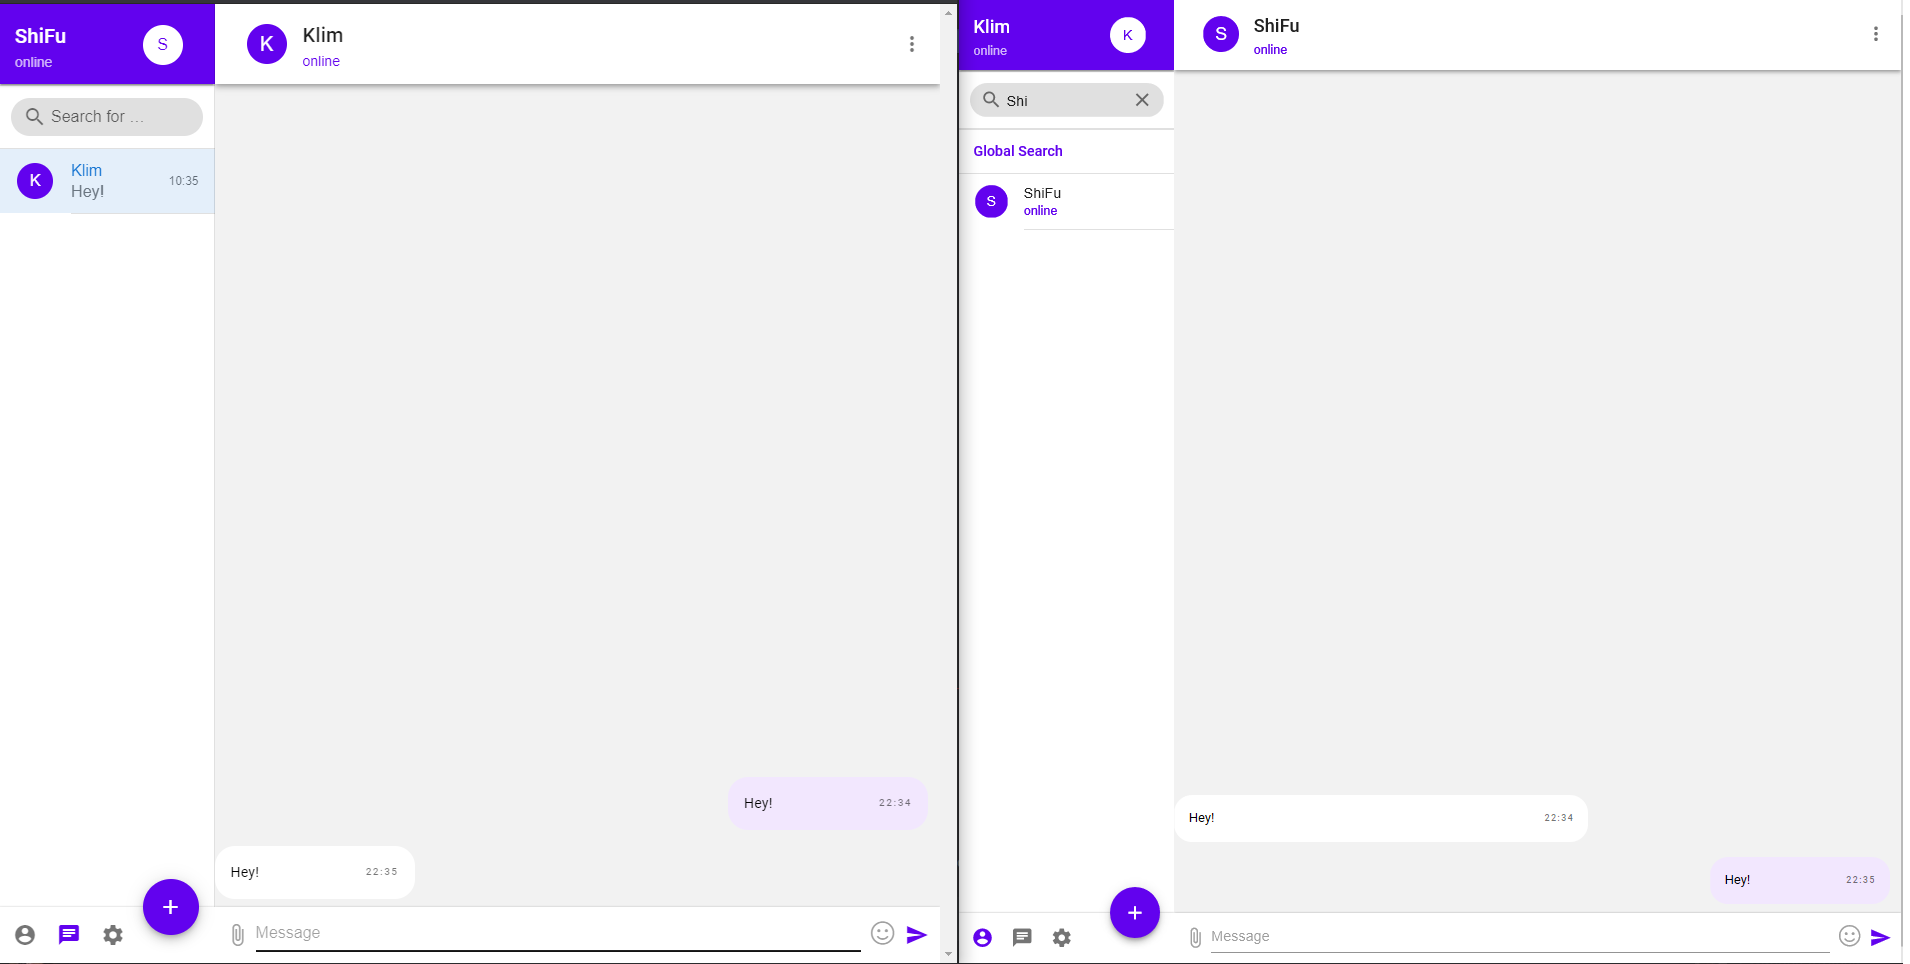 ShiFu
online
S
K
Klim
online
Search for ...
K
Klim
Hey!
10:35
Hey!
22:34
Hey!
22:35
Message
Klim
online
K
S
ShiFu
online
Shi
Global Search
S
ShiFu
online
Hey!
22:34
Hey!
22:35
Message